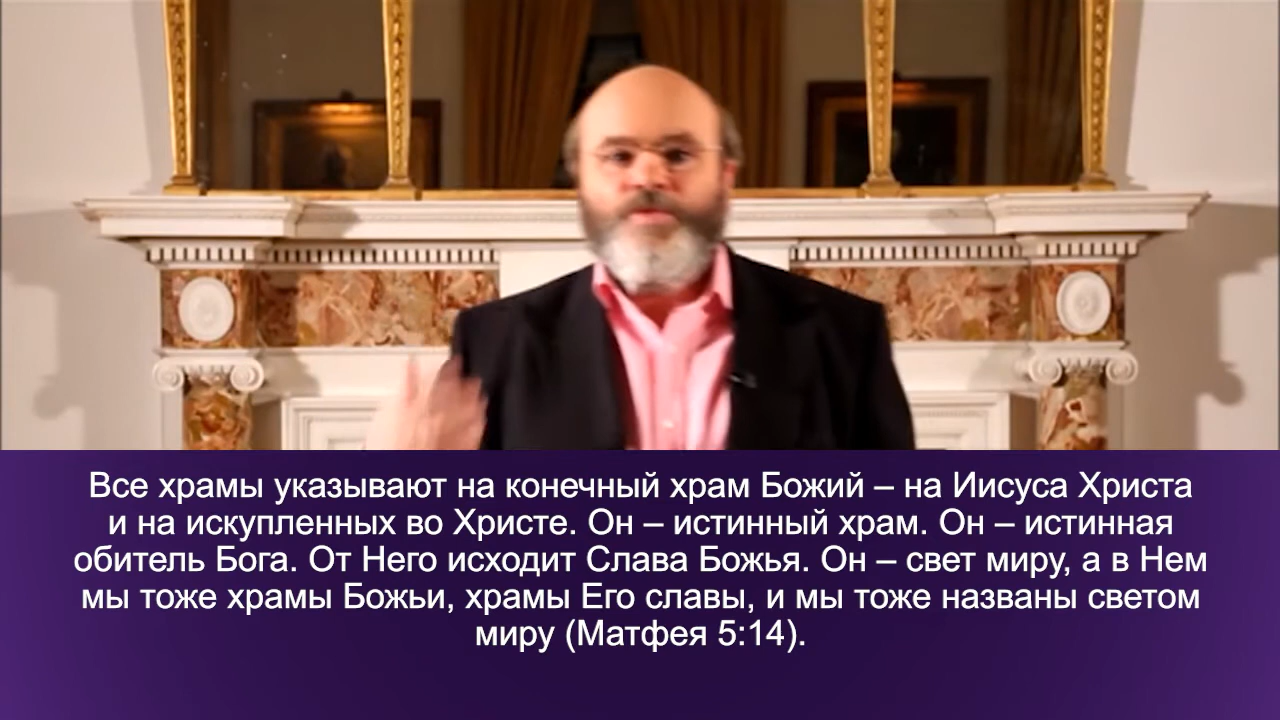 Все храмы указывают на конечный храм Божий – на Иисуса Христа
и на искупленных во Христе. Он – истинный храм. Он – истинная
обитель Бога. От Него исходит Слава Божья. Он – свет миру, а в Нем
мы тоже храмы Божьи, храмы Его славы, и мы тоже названы светом
миру (Матфея 5:14).